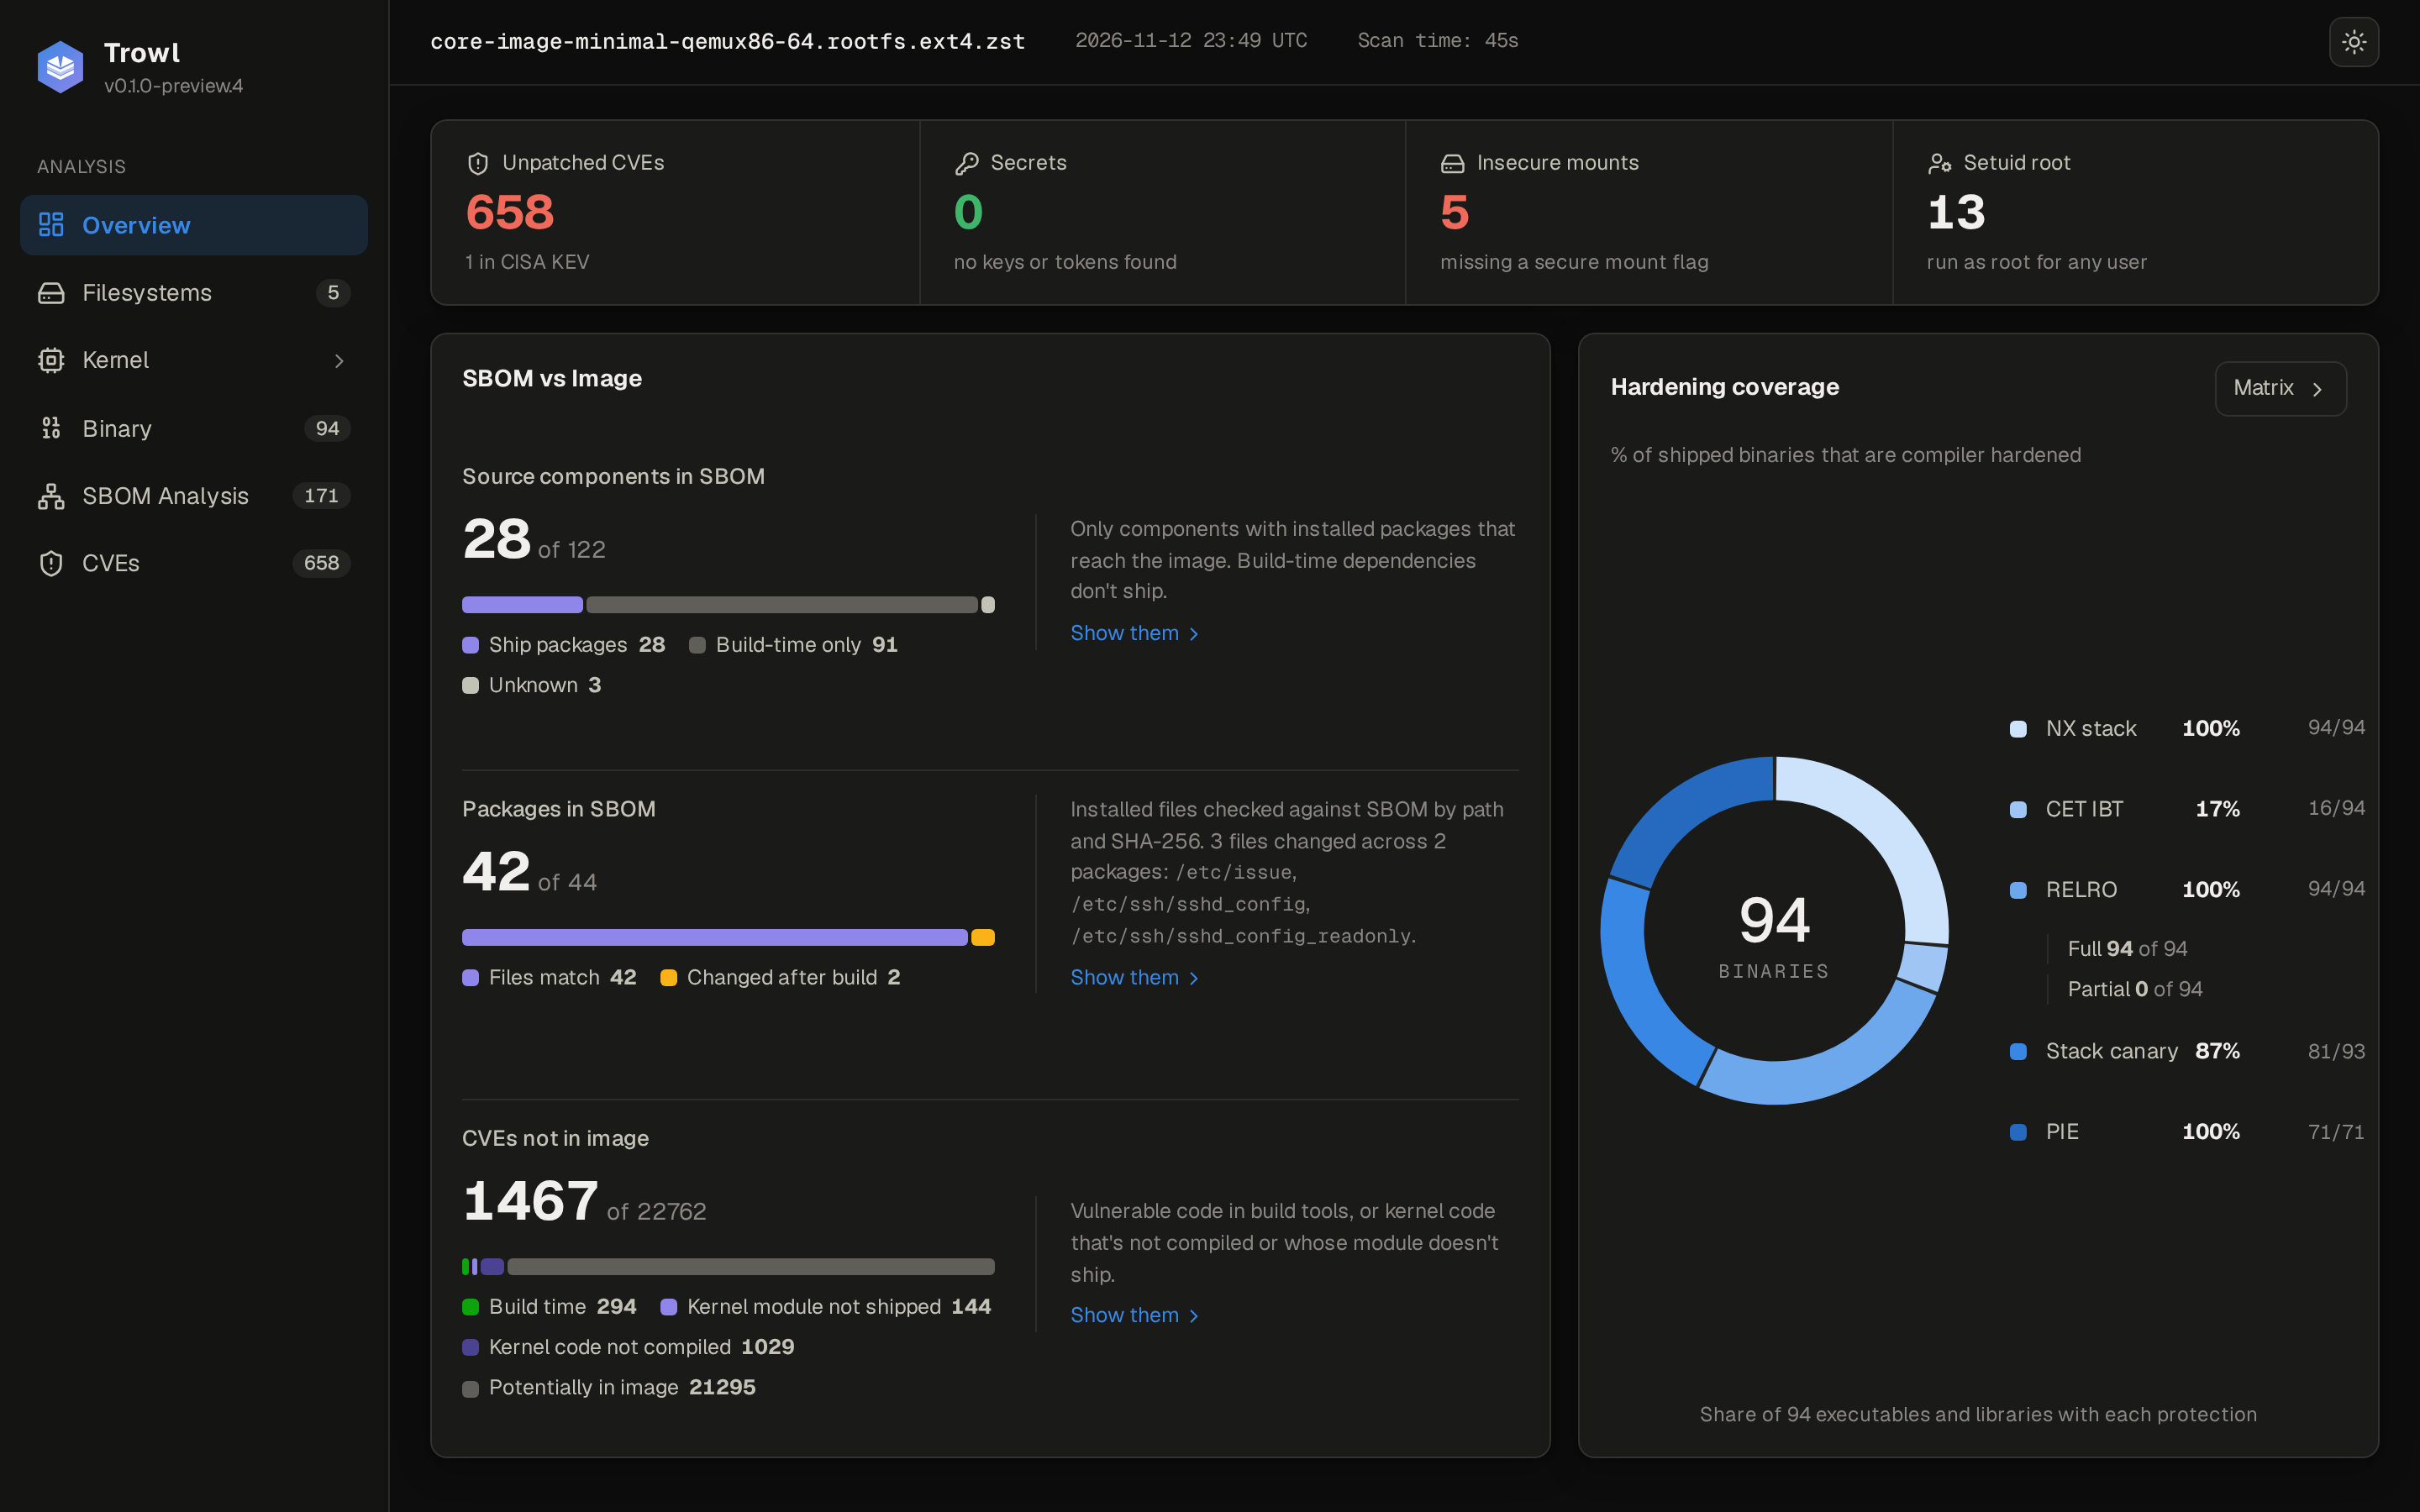 Trowl
v0.1.0-preview.4
ANALYSIS
Overview
Filesystems 5
Kernel
Binary 94
SBOM Analysis 171
CVEs 658
core-image-minimal-qemux86-64.rootfs.ext4.zst 2026-11-12 23:49 UTC Scan time: 45s
Unpatched CVEs
658
1 in CISA KEV
Secrets
0
no keys or tokens found
Insecure mounts
5
missing a secure mount flag
Setuid root
13
run as root for any user
SBOM vs Image
Source components in SBOM
28 of 122
Ship packages 28 Build-time only 91
Unknown 3
Only components with installed packages that
reach the image. Build-time dependencies
don't ship.
Show them
Packages in SBOM
42 of 44
Files match 42 Changed after build 2
Installed files checked against SBOM by path
and SHA-256. 3 files changed across 2
packages: /etc/issue,
/etc/ssh/sshd_config,
/etc/ssh/sshd_config_readonly.
Show them
CVEs not in image
1467 of 22762
Build time 294 Kernel module not shipped 144
Kernel code not compiled 1029
Potentially in image 21295
Vulnerable code in build tools, or kernel code
that's not compiled or whose module doesn't
ship.
Show them
Hardening coverage
Matrix
% of shipped binaries that are compiler hardened
94
BINARIES
NX stack 100% 94/94
CET IBT 17% 16/94
RELRO 100% 94/94
Full 94 of 94
Partial 0 of 94
Stack canary 87% 81/93
PIE 100% 71/71
Share of 94 executables and libraries with each protection